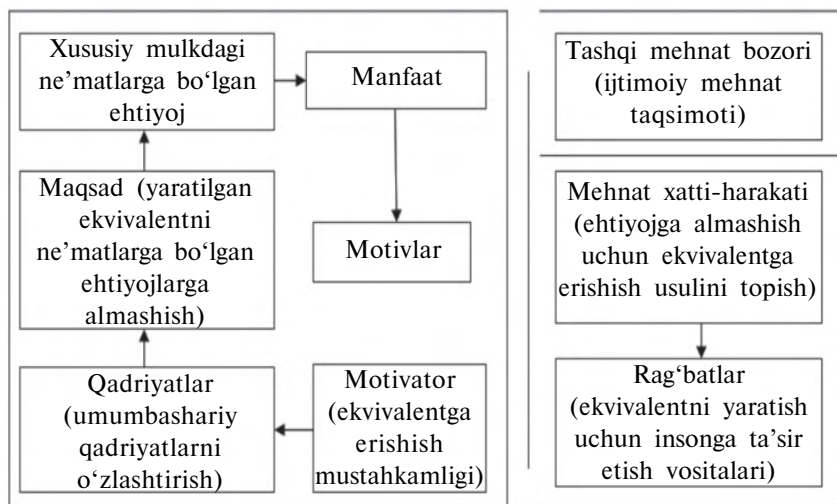 Xususiy mulkdagi
ne’matlarga bo‘lgan
ehtiyoj
Manfaat
Maqsad (yaratilgan
ekvivalentni
ne’matlarga bo‘lgan
ehtiyojlarga
almashish)
Motivlar
Qadriyatlar
(umumbashariy
qadriyatlarni
o‘zlashtirish)
Motivator
(ekvivalentga
erishish
mustahkamligi)
Tashqi mehnat bozori
(ijtimoiy mehnat
taqsimoti)
Mehnat xatti-harakati
(ehtiyojga almashish
uchun ekvivalentga
erishish usulini topish)
Rag‘batlar
(ekvivalentni yaratish
uchun insonga ta’sir
etish vositalari)